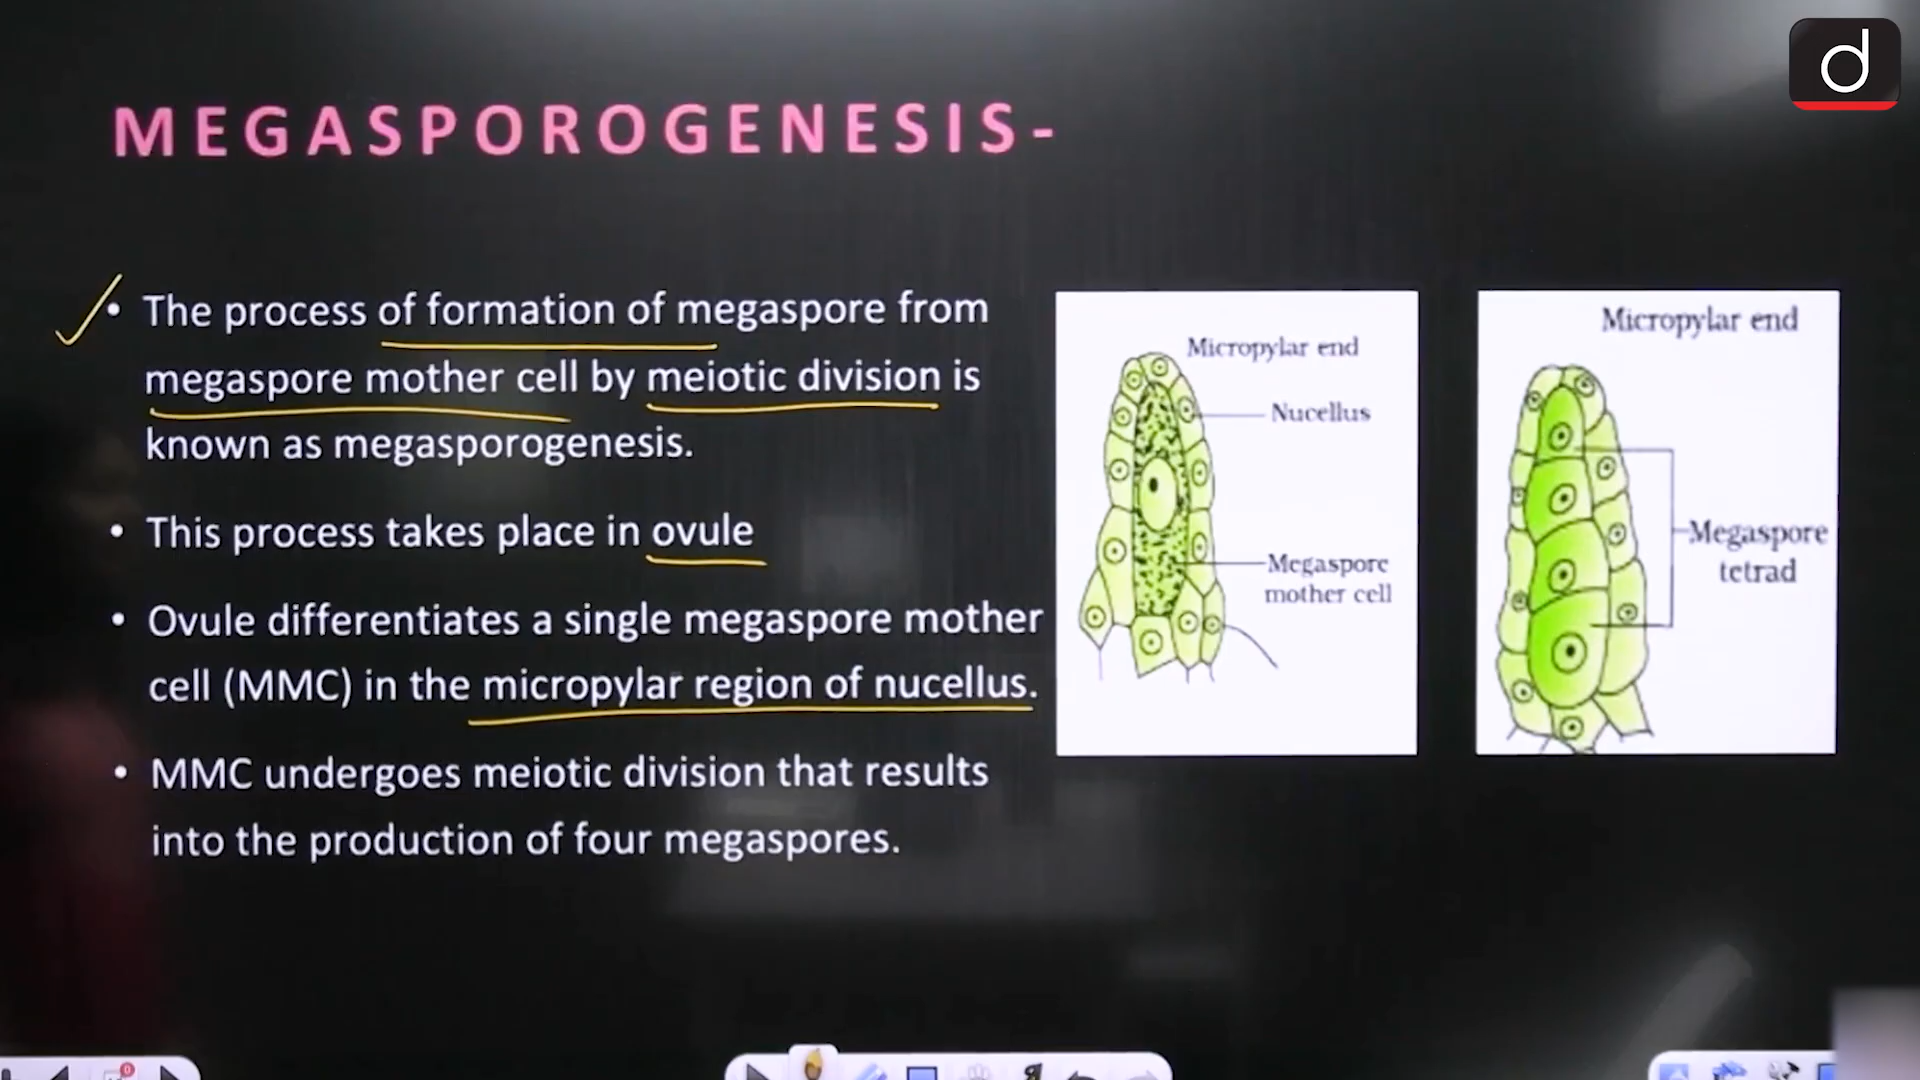 d
MEGASPOROGENESIS-
• The process of formation of megaspore from
megaspore mother cell by meiotic division is
known as megasporogenesis.
• This process takes place in ovule
• Ovule differentiates a single megaspore mother
cell (MMC) in the micropylar region of nucellus.
• MMC undergoes meiotic division that results
into the production of four megaspores.
Micropylar end
Nucellus
Megaspore
mother cell
Micropylar end
Megaspore
tetrad
0